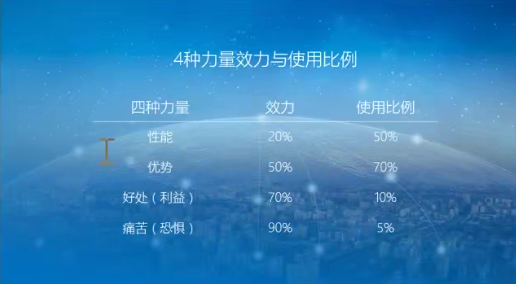 4种力量效力与使用比例
四种力量 效力 使用比例
性能 20% 50%
优势 50% 70%
好处（利益） 70% 10%
痛苦（恐惧） 90% 5%